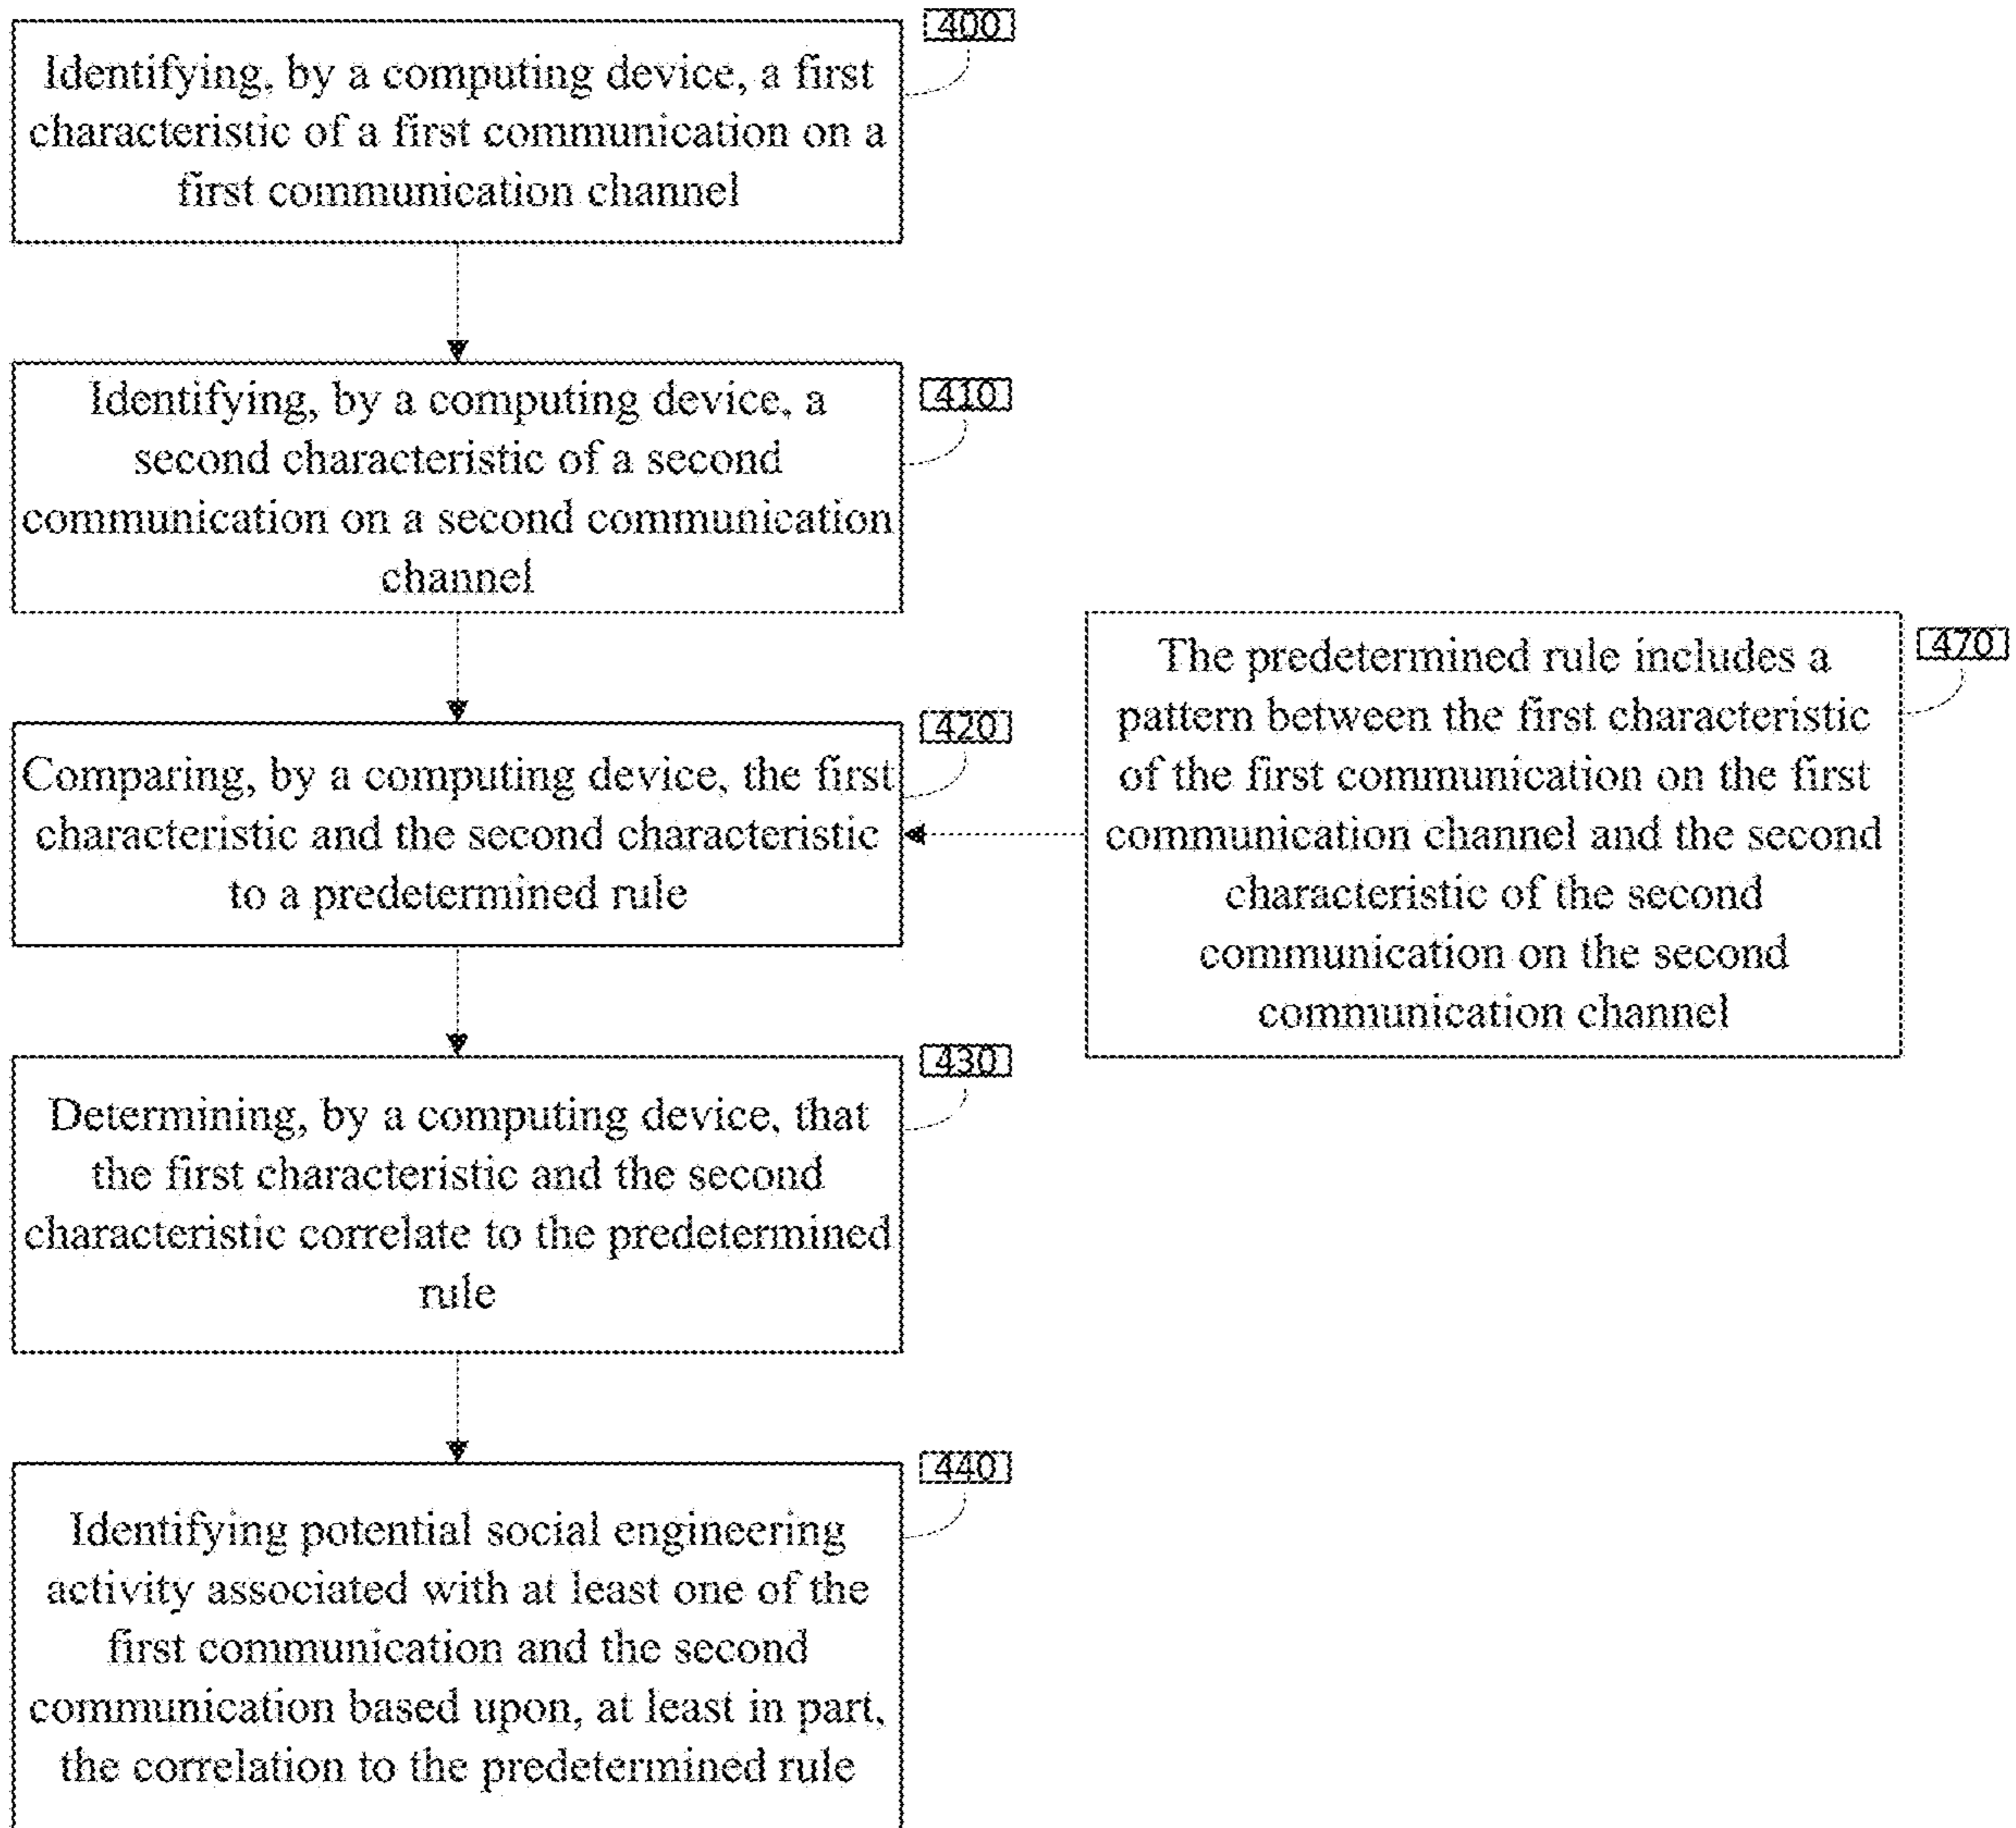 400
Identifying, by a computing device, a first
characteristic of a first communication on a
first communication channel
410
Identifying, by a computing device, a
second characteristic of a second
communication on a second communication
channel
420
Comparing, by a computing device, the first
characteristic and the second characteristic
to a predetermined rule
470
The predetermined rule includes a
pattern between the first characteristic
of the first communication on the first
communication channel and the second
characteristic of the second
communication on the second
communication channel
430
Determining, by a computing device, that
the first characteristic and the second
characteristic correlate to the predetermined
rule
440
Identifying potential social engineering
activity associated with at least one of the
first communication and the second
communication based upon, at least in part,
the correlation to the predetermined rule